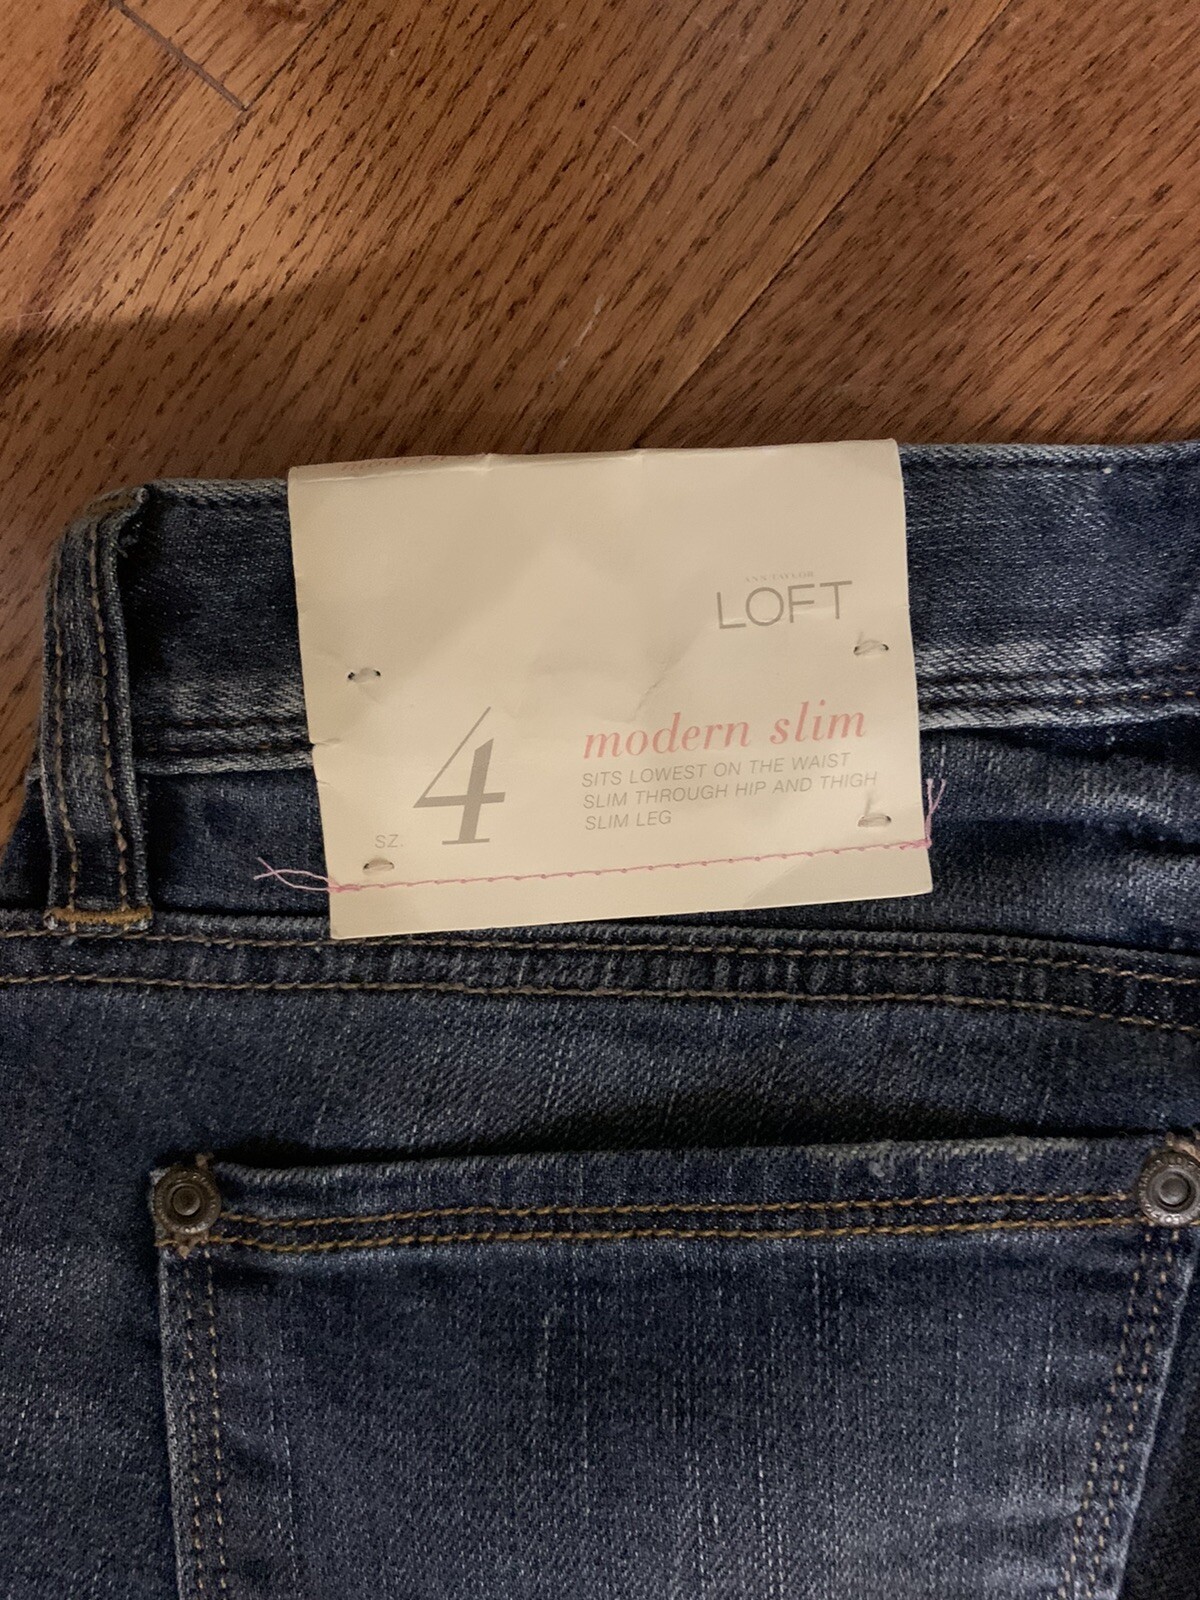 ANN TAYLOR
LOFT
SZ. 4
modern slim
SITS LOWEST ON THE WAIST
SLIM THROUGH HIP AND THIGH
SLIM LEG